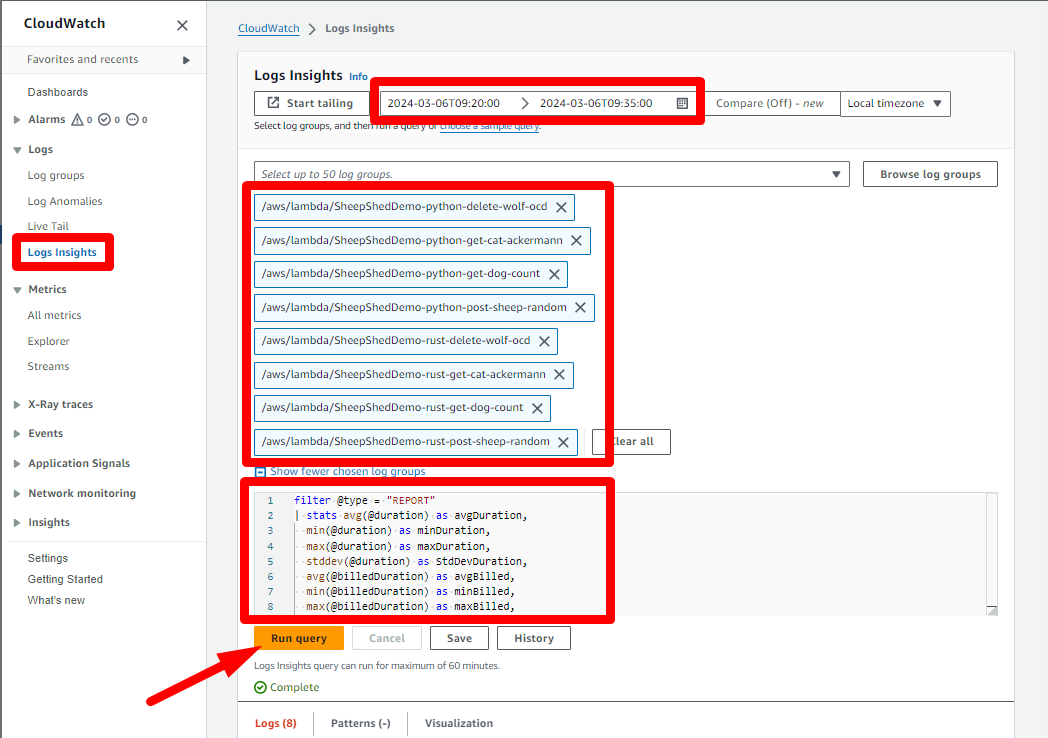 CloudWatch
Favorites and recents
Dashboards
Alarms 0 0 0
Logs
Log groups
Log Anomalies
Live Tail
Logs Insights
Metrics
All metrics
Explorer
Streams
X-Ray traces
Events
Application Signals
Network monitoring
Insights
Settings
Getting Started
What's new
CloudWatch > Logs Insights
Logs Insights Info
Start tailing 2024-03-06T09:20:00 > 2024-03-06T09:35:00 Compare (Off) - new Local timezone
Select log groups, and then run a query or choose a sample query.
Select up to 50 log groups. Browse log groups
/aws/lambda/SheepShedDemo-python-delete-wolf-ocd
/aws/lambda/SheepShedDemo-python-get-cat-ackermann
/aws/lambda/SheepShedDemo-python-get-dog-count
/aws/lambda/SheepShedDemo-python-post-sheep-random
/aws/lambda/SheepShedDemo-rust-delete-wolf-ocd
/aws/lambda/SheepShedDemo-rust-get-cat-ackermann
/aws/lambda/SheepShedDemo-rust-get-dog-count
/aws/lambda/SheepShedDemo-rust-post-sheep-random Clear all
Show fewer chosen log groups
1 filter @type = "REPORT"
2 | stats avg(@duration) as avgDuration,
3 min(@duration) as minDuration,
4 max(@duration) as maxDuration,
5 stddev(@duration) as StdDevDuration,
6 avg(@billedDuration) as avgBilled,
7 min(@billedDuration) as minBilled,
8 max(@billedDuration) as maxBilled,
Run query Cancel Save History
Logs Insights query can run for maximum of 60 minutes.
Complete
Logs (8) Patterns (-) Visualization